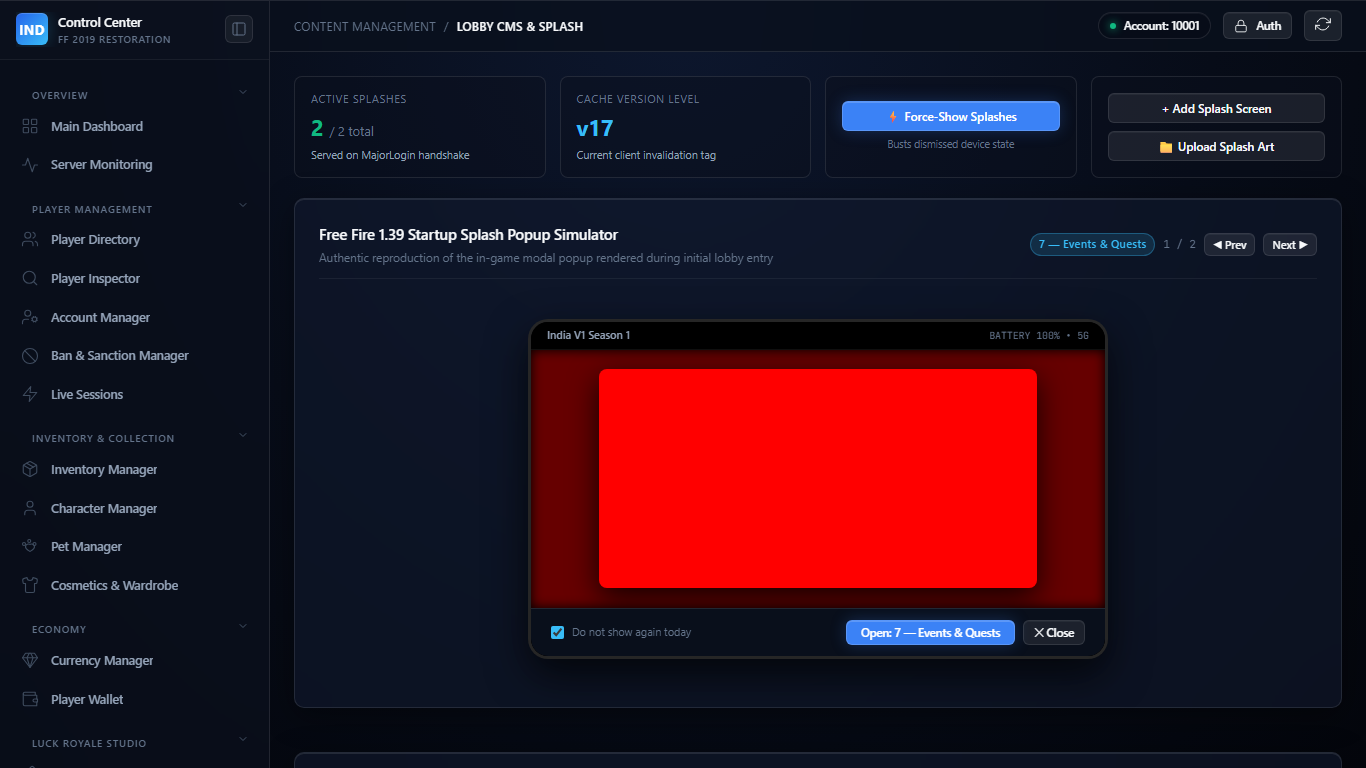 IND
Control Center
FF 2019 RESTORATION
OVERVIEW
Main Dashboard
Server Monitoring
PLAYER MANAGEMENT
Player Directory
Player Inspector
Account Manager
Ban & Sanction Manager
Live Sessions
INVENTORY & COLLECTION
Inventory Manager
Character Manager
Pet Manager
Cosmetics & Wardrobe
ECONOMY
Currency Manager
Player Wallet
LUCK ROYALE STUDIO
CONTENT MANAGEMENT / LOBBY CMS & SPLASH
Account: 10001
Auth
ACTIVE SPLASHES
2 / 2 total
Served on MajorLogin handshake
CACHE VERSION LEVEL
v17
Current client invalidation tag
Force-Show Splashes
Busts dismissed device state
+ Add Splash Screen
Upload Splash Art
Free Fire 1.39 Startup Splash Popup Simulator
Authentic reproduction of the in-game modal popup rendered during initial lobby entry
7 — Events & Quests
1 / 2
◀ Prev
Next ▶
India V1 Season 1
BATTERY 100% • 5G
Do not show again today
Open: 7 — Events & Quests
✕ Close